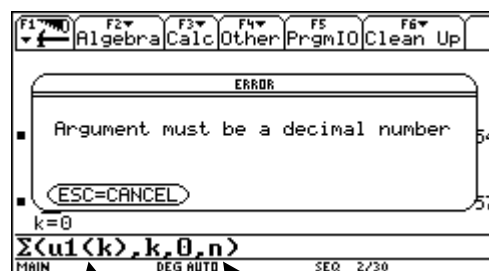 F1 F2 Algebra F3 Calc F4 Other F5 PrgmIO F6 Clean Up
ERROR
Argument must be a decimal number
ESC=CANCEL
k=0
Σ(u1(k),k,0,n)
MAIN DEG AUTO SEQ 2/30